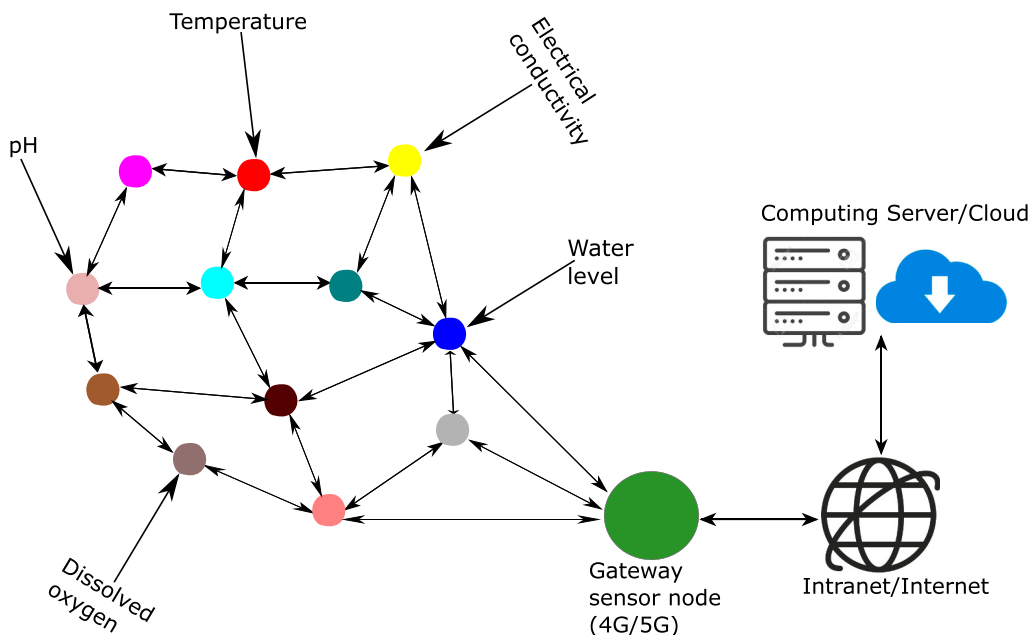 Temperature
Electrical
conductivity
pH
Computing Server/Cloud
Water
level
Dissolved
oxygen
Gateway
sensor node
(4G/5G)
Intranet/Internet